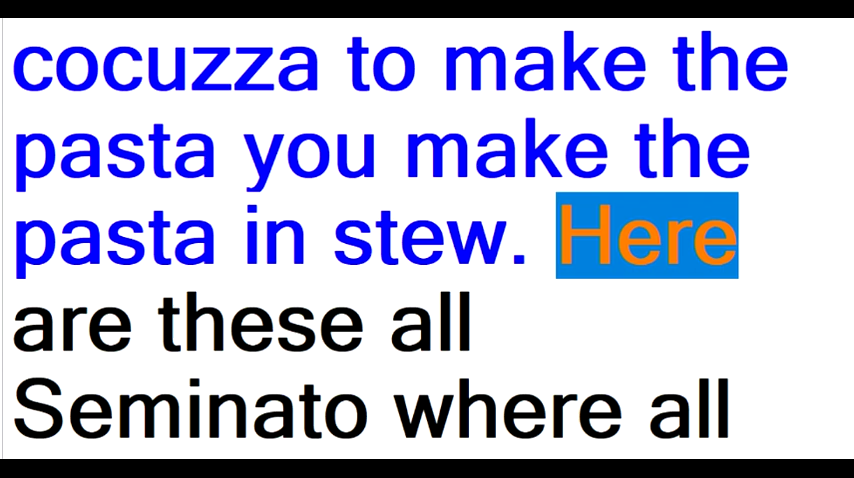 cocuzza to make the
pasta you make the
pasta in stew. Here
are these all
Seminato where all